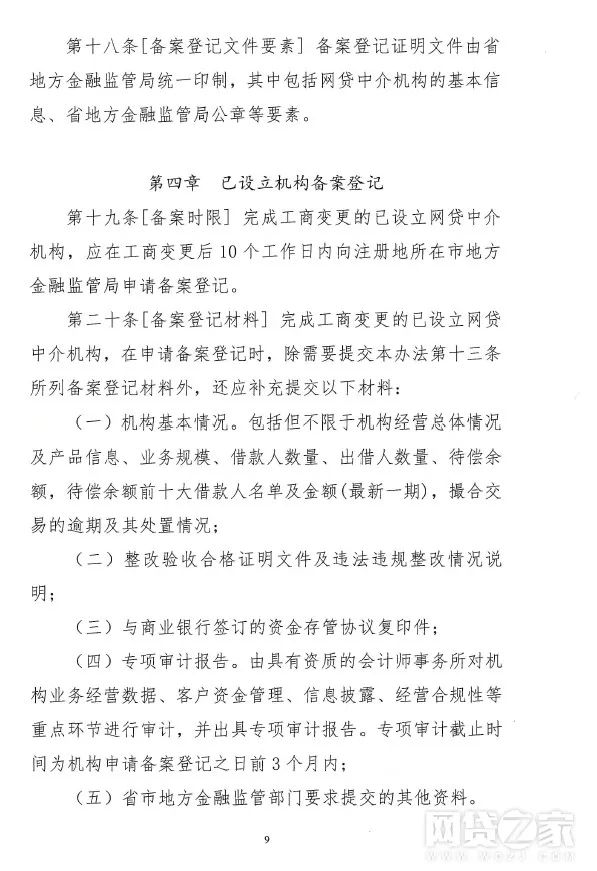 第十八条[备案登记文件要素] 备案登记证明文件由省
地方金融监管局统一印制，其中包括网贷中介机构的基本信
息、省地方金融监管局公章等要素。
第四章 已设立机构备案登记
第十九条[备案时限] 完成工商变更的已设立网贷中介
机构，应在工商变更后10个工作日内向注册地所在市地方
金融监管局申请备案登记。
第二十条[备案登记材料] 完成工商变更的已设立网贷
中介机构，在申请备案登记时，除需要提交本办法第十三条
所列备案登记材料外，还应补充提交以下材料：
（一）机构基本情况。包括但不限于机构经营总体情况
及产品信息、业务规模、借款人数量、出借人数量、待偿余
额，待偿余额前十大借款人名单及金额(最新一期)，撮合交
易的逾期及其处置情况；
（二）整改验收合格证明文件及违法违规整改情况说
明；
（三）与商业银行签订的资金存管协议复印件；
（四）专项审计报告。由具有资质的会计师事务所对机
构业务经营数据、客户资金管理、信息披露、经营合规性等
重点环节进行审计，并出具专项审计报告。专项审计截止时
间为机构申请备案登记之日前3个月内；
（五）省市地方金融监管部门要求提交的其他资料。
9
网贷之家
WWW.WDZJ.COM